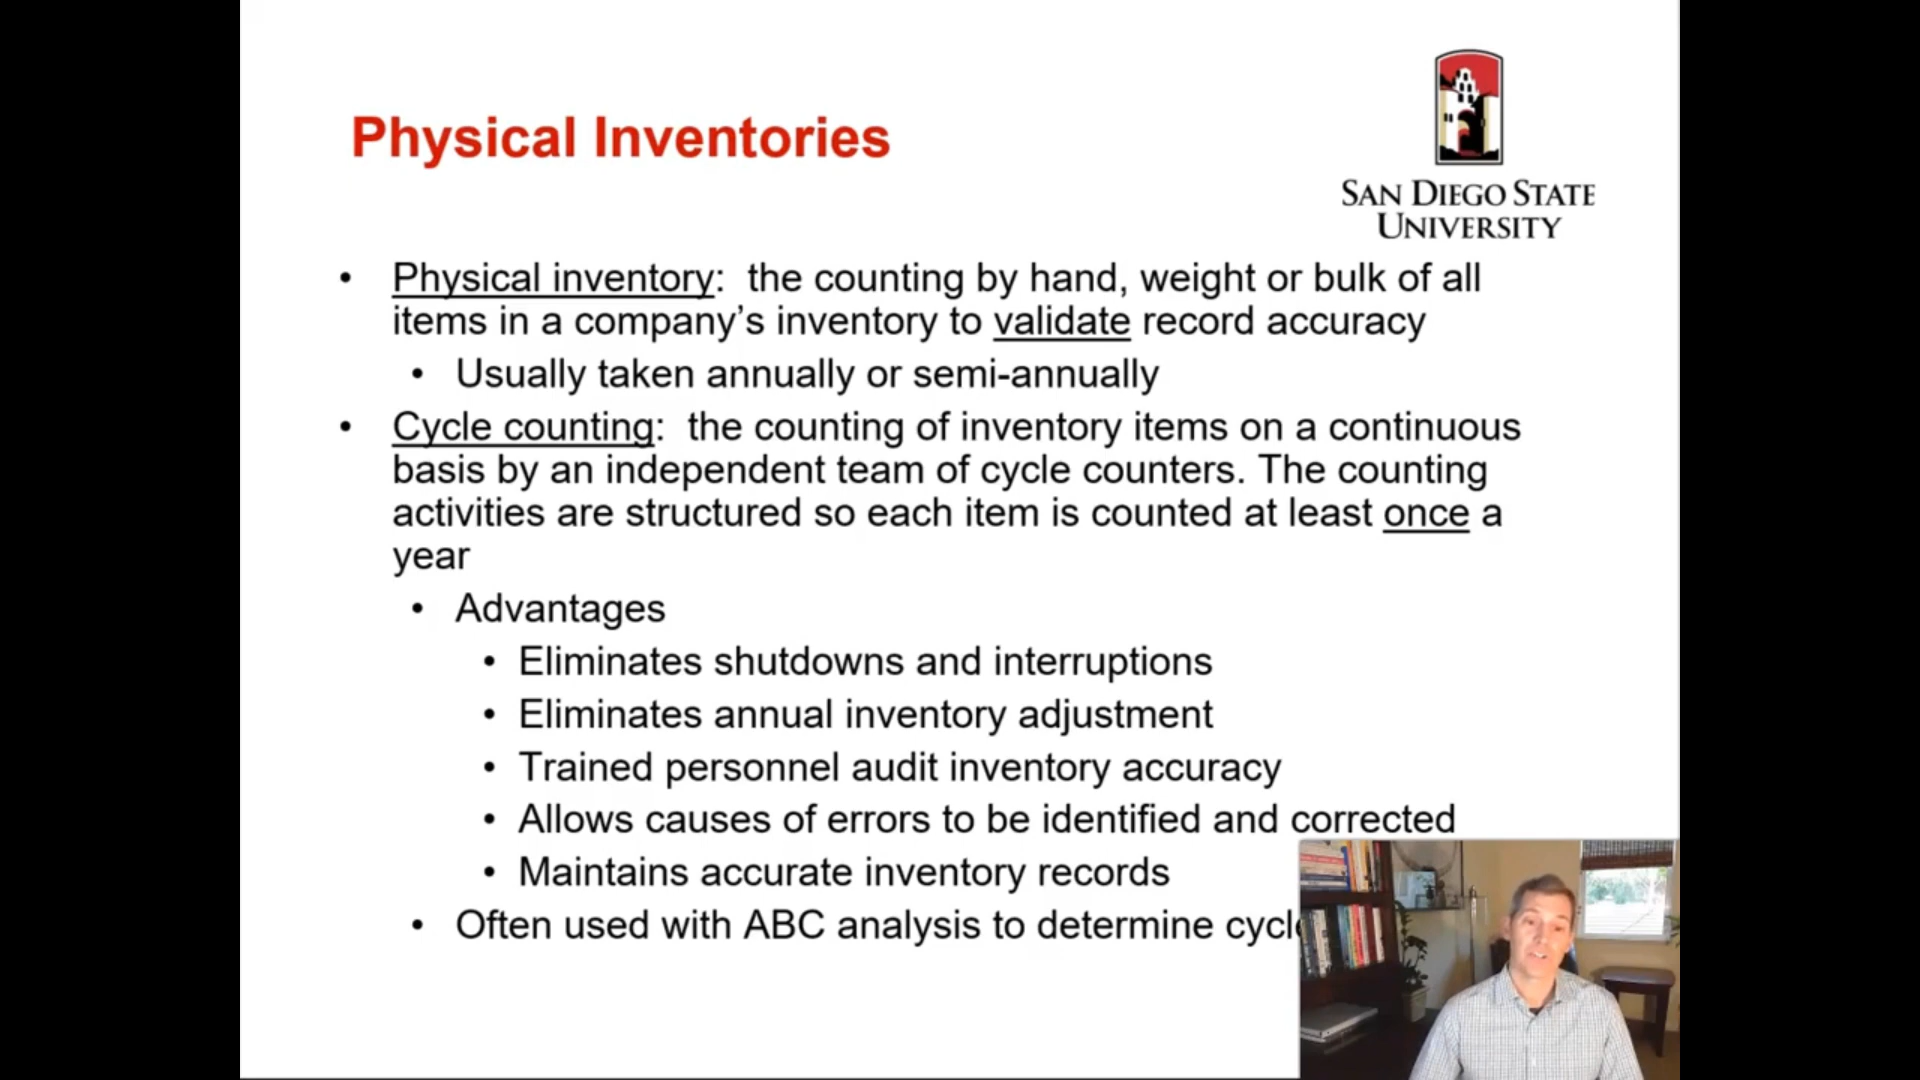 Physical Inventories
SAN DIEGO STATE
UNIVERSITY
• Physical inventory:  the counting by hand, weight or bulk of all
items in a company’s inventory to validate record accuracy
• Usually taken annually or semi-annually
• Cycle counting:  the counting of inventory items on a continuous
basis by an independent team of cycle counters. The counting
activities are structured so each item is counted at least once a
year
• Advantages
• Eliminates shutdowns and interruptions
• Eliminates annual inventory adjustment
• Trained personnel audit inventory accuracy
• Allows causes of errors to be identified and corrected
• Maintains accurate inventory records
• Often used with ABC analysis to determine